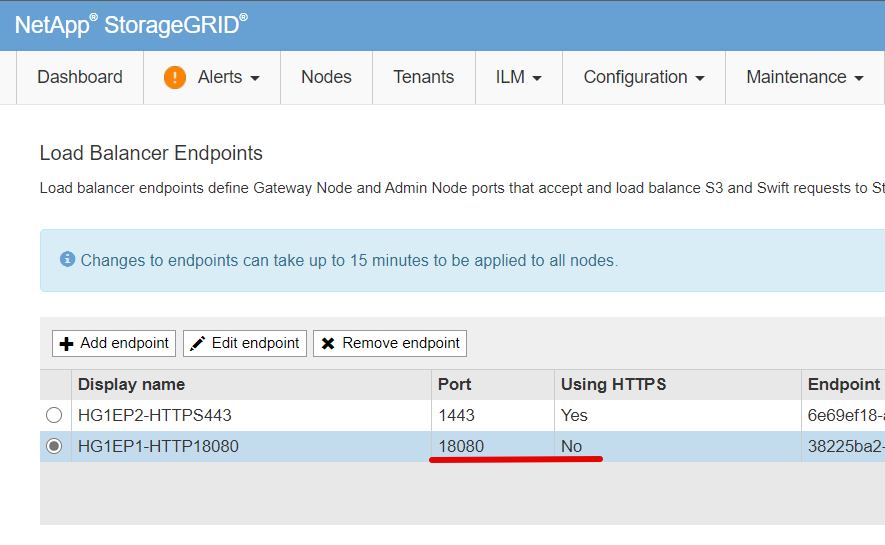 NetApp® StorageGRID®
Dashboard Alerts Nodes Tenants ILM Configuration Maintenance
Load Balancer Endpoints
Load balancer endpoints define Gateway Node and Admin Node ports that accept and load balance S3 and Swift requests to St
Changes to endpoints can take up to 15 minutes to be applied to all nodes.
Add endpoint Edit endpoint Remove endpoint
Display name Port Using HTTPS Endpoint
HG1EP2-HTTPS443 1443 Yes 6e69ef18-a
HG1EP1-HTTP18080 18080 No 38225ba2-